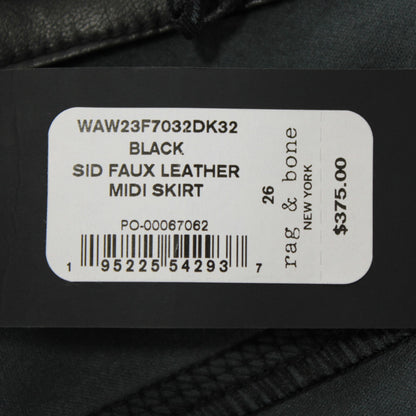 WAW23F7032DK32
BLACK
SID FAUX LEATHER
MIDI SKIRT
PO-00067062
1 95225 54293 7
26
rag & bone
NEW YORK
$375.00